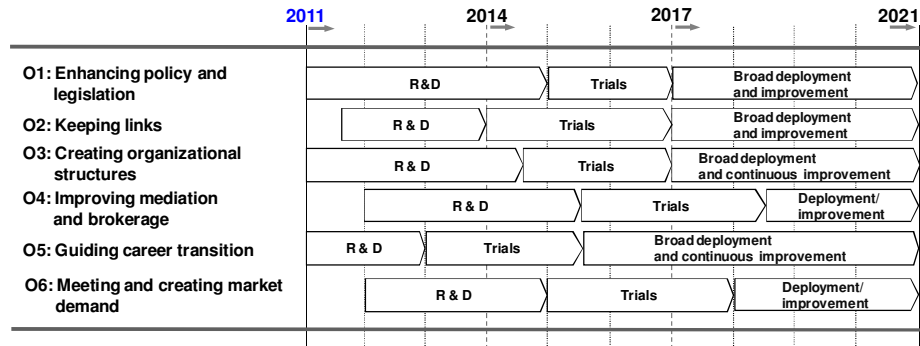 2011 2014 2017 2021
O1: Enhancing policy and
legislation
R&D Trials Broad deployment
and improvement
O2: Keeping links
R & D Trials Broad deployment
and improvement
O3: Creating organizational
structures
R & D Trials Broad deployment
and continuous improvement
O4: Improving mediation
and brokerage
R & D Trials Deployment/
improvement
O5: Guiding career transition
R & D Trials Broad deployment
and continuous improvement
O6: Meeting and creating market
demand
R & D Trials Deployment/
improvement